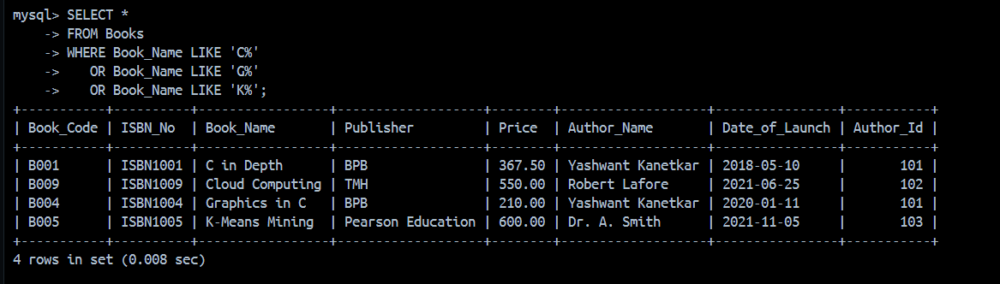 mysql> SELECT *
    -> FROM Books
    -> WHERE Book_Name LIKE 'C%'
    ->    OR Book_Name LIKE 'G%'
    ->    OR Book_Name LIKE 'K%';
+-----------+----------+-----------------+-------------------+--------+-------------------+----------------+-----------+
| Book_Code | ISBN_No  | Book_Name       | Publisher         | Price  | Author_Name       | Date_of_Launch | Author_Id |
+-----------+----------+-----------------+-------------------+--------+-------------------+----------------+-----------+
| B001      | ISBN1001 | C in Depth      | BPB               | 367.50 | Yashwant Kanetkar | 2018-05-10     |       101 |
| B009      | ISBN1009 | Cloud Computing | TMH               | 550.00 | Robert Lafore     | 2021-06-25     |       102 |
| B004      | ISBN1004 | Graphics in C   | BPB               | 210.00 | Yashwant Kanetkar | 2020-01-11     |       101 |
| B005      | ISBN1005 | K-Means Mining  | Pearson Education | 600.00 | Dr. A. Smith      | 2021-11-05     |       103 |
+-----------+----------+-----------------+-------------------+--------+-------------------+----------------+-----------+
4 rows in set (0.008 sec)